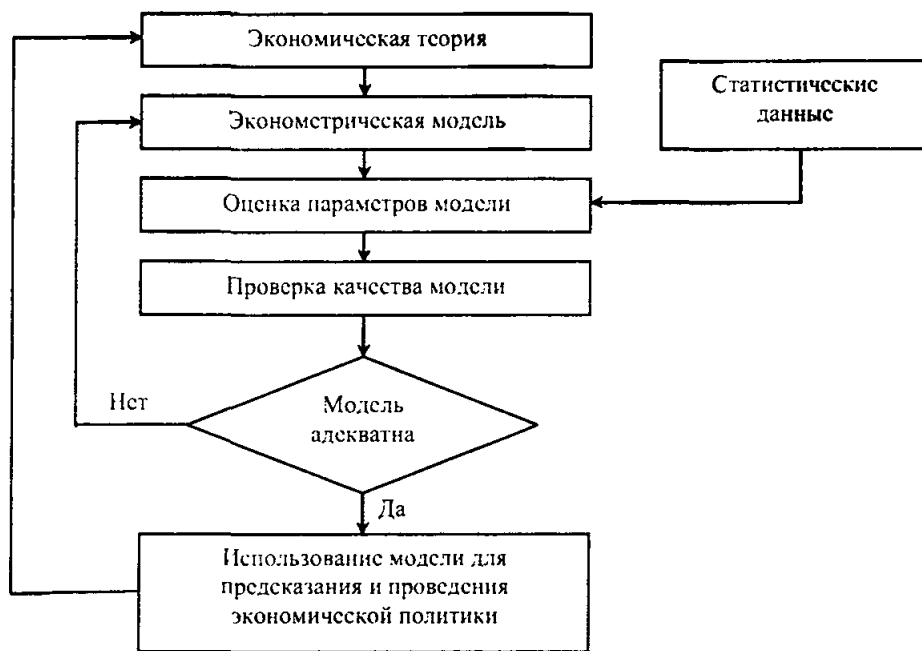 Экономическая теория
Статистические
данные
Эконометрическая модель
Оценка параметров модели
Проверка качества модели
Нет
Модель
адекватна
Да
Использование модели для
предсказания и проведения
экономической политики